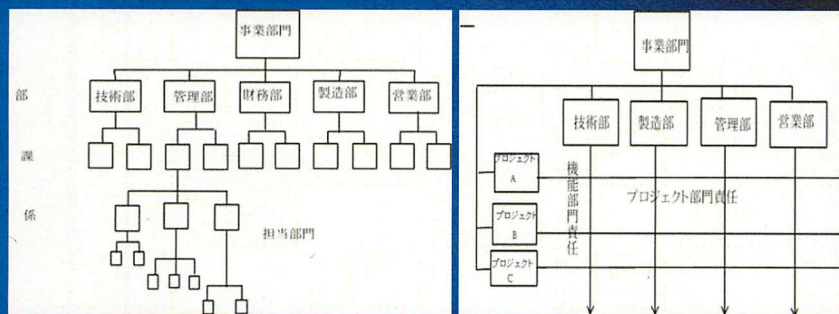 事業部門
技術部
管理部
財務部
製造部
営業部
部
課
係
担当部門
事業部門
技術部
製造部
管理部
営業部
プロジェクト
A
プロジェクト
B
プロジェクト
C
機能部門責任
プロジェクト部門責任